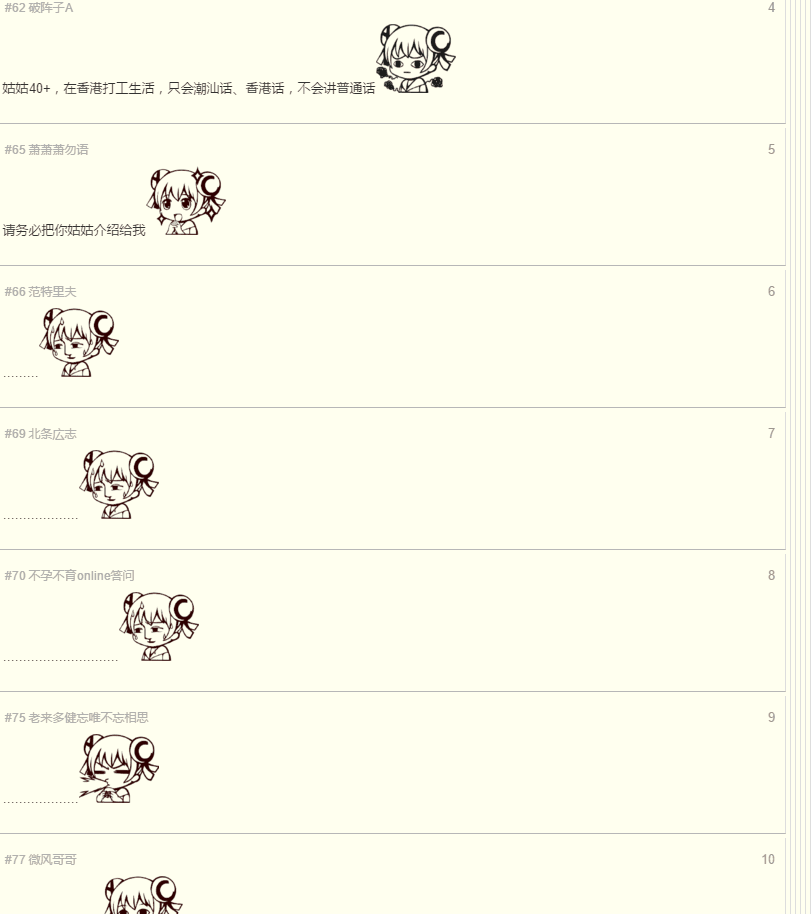 #62 破阵子A 4
姑姑40+，在香港打工生活，只会潮汕话、香港话，不会讲普通话
#65 萧萧萧勿语 5
请务必把你姑姑介绍给我
#66 范特里夫 6
.........
#69 北条広志 7
...................
#70 不孕不育online答问 8
.............................
#75 老来多健忘唯不忘相思 9
...................
#77 微风哥哥 10